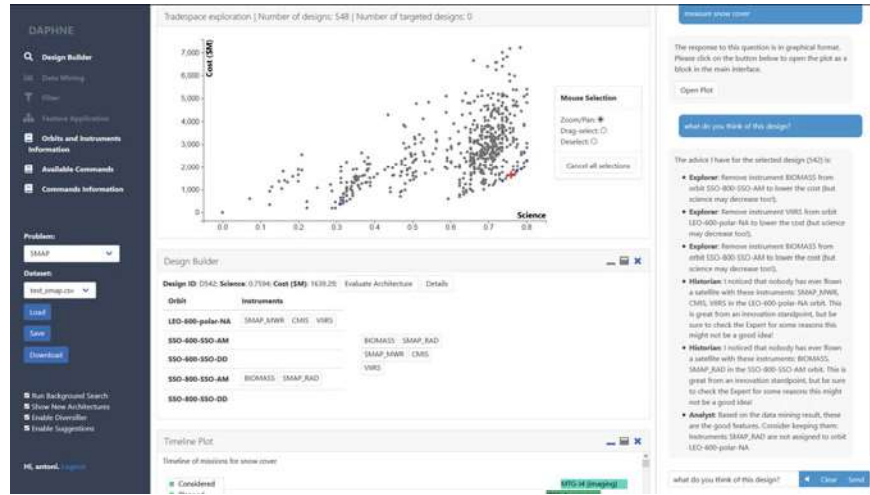 DAPHNE
Design Builder
Data Mining
Filter
Feature Application
Orbits and Instruments
Information
Available Commands
Commands Information
Problem:
SMAP
Dataset:
test_smap.csv
Load
Save
Download
Run Background Search
Show New Architectures
Enable Diversifier
Enable Suggestions
Hi, antoni. Logout
Tradespace exploration | Number of designs: 548 | Number of targeted designs: 0
Cost ($M)
7,000
6,000
5,000
4,000
3,000
2,000
1,000
0
0.0 0.1 0.2 0.3 0.4 0.5 0.6 0.7 0.8
Science
Mouse Selection
Zoom/Pan:
Drag-select:
Deselect:
Cancel all selections
Design Builder
Design ID: D542; Science: 0.7594; Cost ($M): 1639.29; Evaluate Architecture Details
Orbit Instruments
LEO-600-polar-NA SMAP_MWR CMIS VIIRS
SSO-600-SSO-AM
SSO-600-SSO-DD
SSO-800-SSO-AM BIOMASS SMAP_RAD
SSO-800-SSO-DD
BIOMASS SMAP_RAD
SMAP_MWR CMIS
VIIRS
Timeline Plot
Timeline of missions for snow cover
Considered
Planned
MTG-I4 (imaging)
measure snow cover
The response to this question is in graphical format.
Please click on the button below to open the plot as a
block in the main interface.
Open Plot
what do you think of this design?
The advice I have for the selected design (542) is:
Explorer: Remove instrument BIOMASS from
orbit SSO-800-SSO-AM to lower the cost (but
science may decrease too!).
Explorer: Remove instrument VIIRS from orbit
LEO-600-polar-NA to lower the cost (but science
may decrease too!).
Explorer: Remove instrument BIOMASS from
orbit SSO-800-SSO-AM to lower the cost (but
science may decrease too!).
Historian: I noticed that nobody has ever flown
a satellite with these instruments: SMAP_MWR,
CMIS, VIIRS in the LEO-600-polar-NA orbit. This
is great from an innovation standpoint, but be
sure to check the Expert for some reasons this
might not be a good idea!
Historian: I noticed that nobody has ever flown
a satellite with these instruments: BIOMASS,
SMAP_RAD in the SSO-800-SSO-AM orbit. This is
great from an innovation standpoint, but be sure
to check the Expert for some reasons this might
not be a good idea!
Analyst: Based on the data mining result, these
are the good features. Consider keeping them:
Instruments SMAP_RAD are not assigned to orbit
LEO-600-polar-NA
what do you think of this design? Clear Send